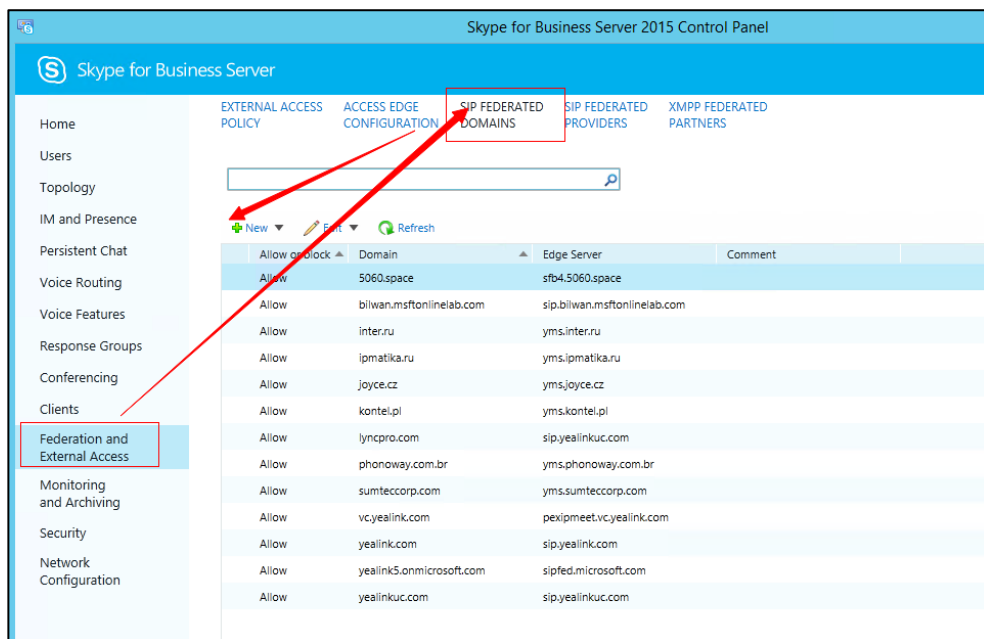 Skype for Business Server 2015 Control Panel
Skype for Business Server
Home
Users
Topology
IM and Presence
Persistent Chat
Voice Routing
Voice Features
Response Groups
Conferencing
Clients
Federation and
External Access
Monitoring
and Archiving
Security
Network
Configuration
EXTERNAL ACCESS
POLICY
ACCESS EDGE
CONFIGURATION
SIP FEDERATED
DOMAINS
SIP FEDERATED
PROVIDERS
XMPP FEDERATED
PARTNERS
New Edit Refresh
Allow or block Domain Edge Server Comment
Allow 5060.space sfb4.5060.space
Allow bilwan.msftonlinelab.com sip.bilwan.msftonlinelab.com
Allow inter.ru yms.inter.ru
Allow ipmatika.ru yms.ipmatika.ru
Allow joyce.cz yms.joyce.cz
Allow kontel.pl yms.kontel.pl
Allow lyncpro.com sip.yealinkuc.com
Allow phonoway.com.br yms.phonoway.com.br
Allow sumteccorp.com yms.sumteccorp.com
Allow vc.yealink.com pexipmeet.vc.yealink.com
Allow yealink.com sip.yealink.com
Allow yealink5.onmicrosoft.com sipfed.microsoft.com
Allow yealinkuc.com sip.yealinkuc.com